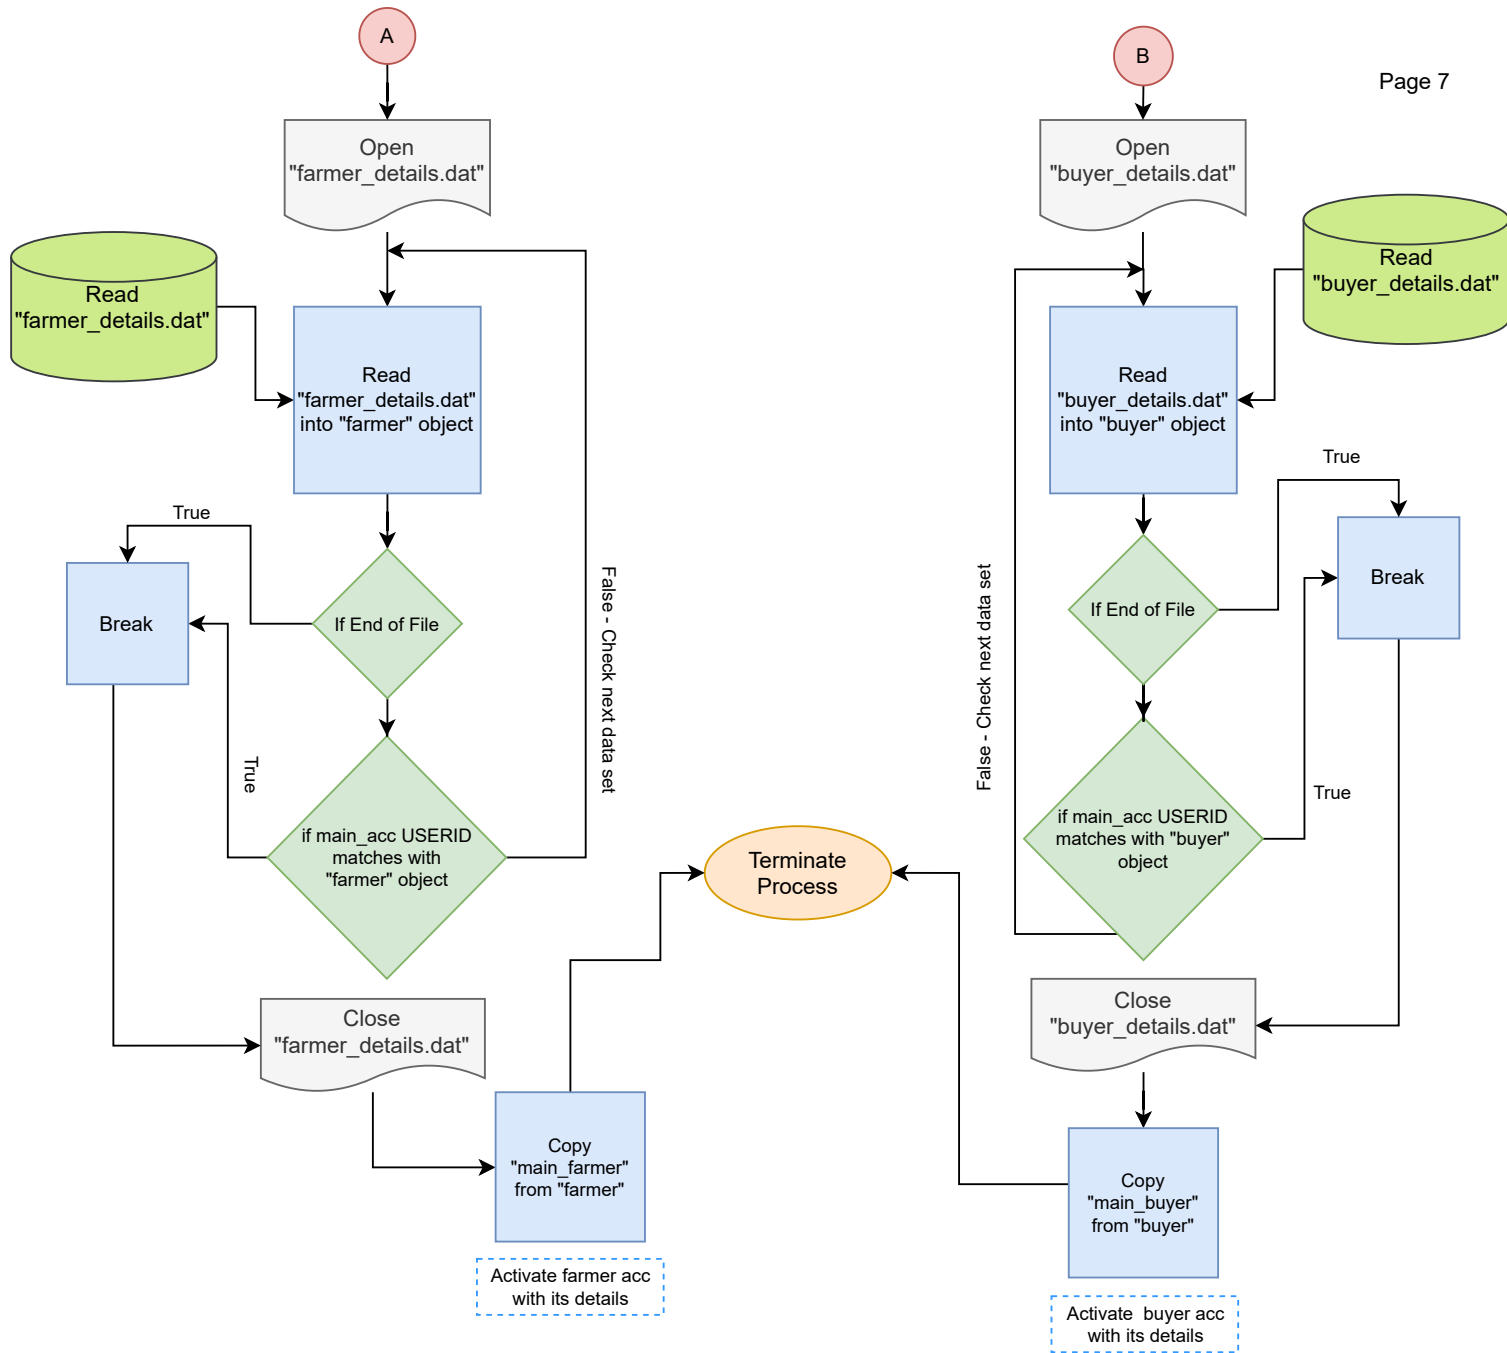 A
B
Page 7
Open
"farmer_details.dat"
Open
"buyer_details.dat"
Read
"farmer_details.dat"
Read
"buyer_details.dat"
Read
"farmer_details.dat"
into "farmer" object
Read
"buyer_details.dat"
into "buyer" object
True
True
Break
If End of File
False - Check next data set
False - Check next data set
If End of File
Break
True
True
if main_acc USERID
matches with
"farmer" object
if main_acc USERID
matches with "buyer"
object
Terminate
Process
Close
"farmer_details.dat"
Close
"buyer_details.dat"
Copy
"main_farmer"
from "farmer"
Copy
"main_buyer"
from "buyer"
Activate farmer acc
with its details
Activate  buyer acc
with its details